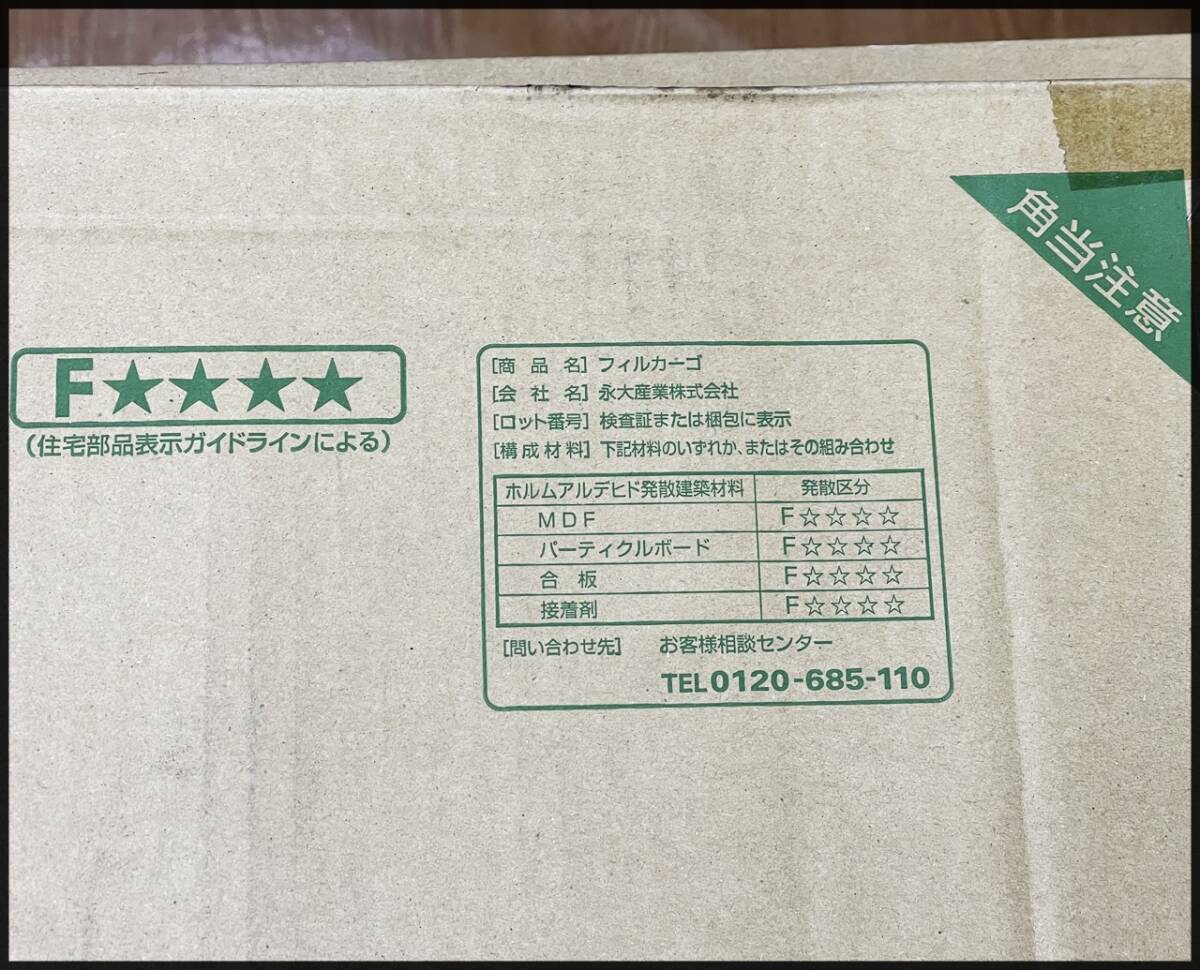 角当注意
F★★★★
(住宅部品表示ガイドラインによる)
[商品名] フィルカーゴ
[会社名] 永大産業株式会社
[ロット番号] 検査証または梱包に表示
[構成材料] 下記材料のいずれか、またはその組み合わせ
ホルムアルデヒド発散建築材料 発散区分
MDF F☆☆☆☆
パーティクルボード F☆☆☆☆
合板 F☆☆☆☆
接着剤 F☆☆☆☆
[問い合わせ先] お客様相談センター
TEL0120-685-110